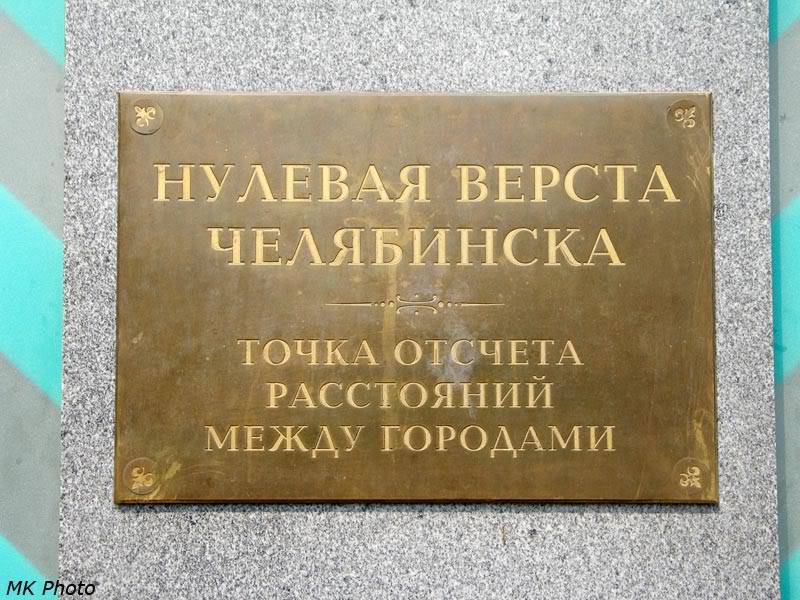 НУЛЕВАЯ ВЕРСТА
ЧЕЛЯБИНСКА
ТОЧКА ОТСЧЕТА
РАССТОЯНИЙ
МЕЖДУ ГОРОДАМИ
MK Photo